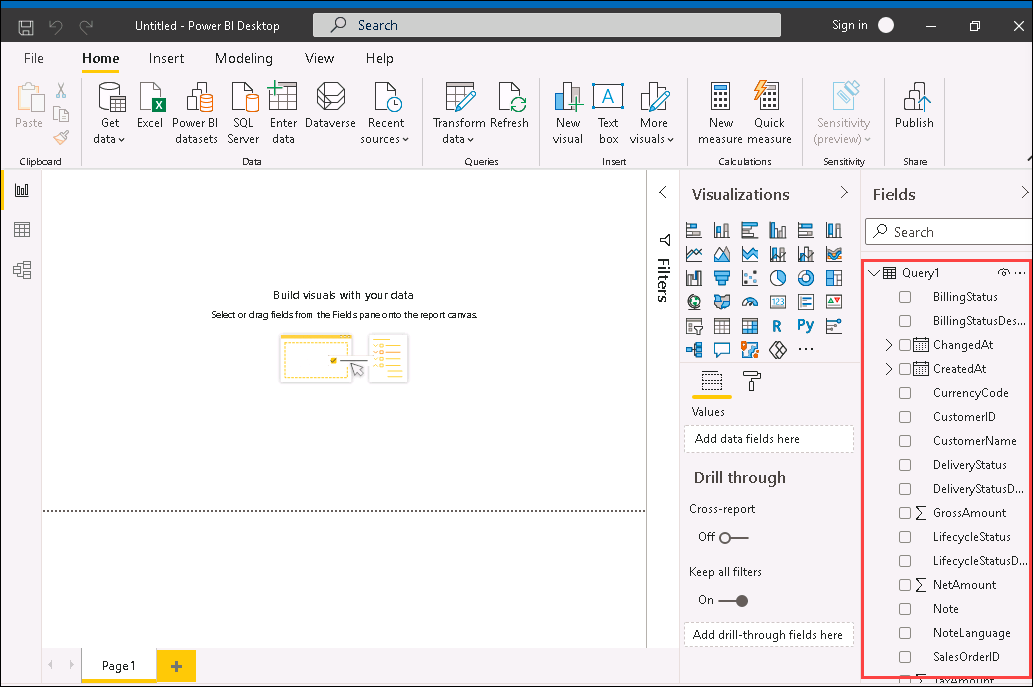 Untitled - Power BI Desktop
Search
Sign in
File
Home
Insert
Modeling
View
Help
Paste
Get data
Excel
Power BI datasets
SQL Server
Enter data
Dataverse
Recent sources
Transform data
Refresh
New visual
Text box
More visuals
New measure
Quick measure
Sensitivity (preview)
Publish
Clipboard
Data
Queries
Insert
Calculations
Sensitivity
Share
Build visuals with your data
Select or drag fields from the Fields pane onto the report canvas.
Filters
Visualizations
123
R
Py
Values
Add data fields here
Drill through
Cross-report
Off
Keep all filters
On
Add drill-through fields here
Fields
Search
Query1
BillingStatus
BillingStatusDes...
ChangedAt
CreatedAt
CurrencyCode
CustomerID
CustomerName
DeliveryStatus
DeliveryStatusD...
GrossAmount
LifecycleStatus
LifecycleStatusD...
NetAmount
Note
NoteLanguage
SalesOrderID
TaxAmount
Page1